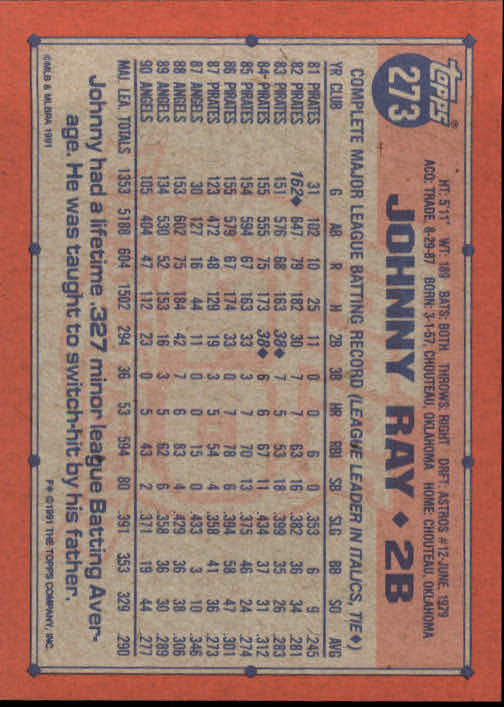 topps®
273
JOHNNY RAY ♦ 2B
HT: 5'11" WT: 189 BATS: BOTH THROWS: RIGHT DRFT: ASTROS #12-JUNE, 1979
ACQ: TRADE 8-29-87 BORN: 3-1-57, CHOUTEAU, OKLAHOMA HOME: CHOUTEAU, OKLAHOMA
COMPLETE MAJOR LEAGUE BATTING RECORD (LEAGUE LEADER IN ITALICS, TIE♦)
YR CLUB G AB R H 2B 3B HR RBI SB SLG BB SO AVG
81 PIRATES 31 102 10 25 11 0 0 6 0 .353 6 9 .245
82 PIRATES 162♦ 647 79 182 30 7 7 63 16 .382 36 34 .281
83 PIRATES 151 576 68 163 38♦ 7 5 53 18 .399 35 26 .283
84 PIRATES 155 555 75 173 38♦ 6 6 67 11 .434 37 31 .312
85 PIRATES 154 594 67 163 33 3 7 70 13 .375 46 24 .274
86 PIRATES 155 579 67 174 33 0 7 78 6 .394 58 47 .301
87 PIRATES 123 472 48 129 19 3 5 54 4 .358 41 36 .273
87 ANGELS 30 127 16 44 11 0 0 15 0 .433 3 10 .346
88 ANGELS 153 602 75 184 42 7 6 83 4 .429 36 38 .306
89 ANGELS 134 530 52 153 16 3 5 62 6 .358 36 30 .289
90 ANGELS 105 404 47 112 23 0 5 43 2 .371 19 44 .277
MAJ. LEA. TOTALS 1353 5188 604 1502 294 36 53 594 80 .391 353 329 .290
Johnny had a lifetime .327 minor league Batting Aver-
age. He was taught to switch-hit by his father.
©MLB & MLBPA 1991
F* ©1991 THE TOPPS COMPANY, INC.